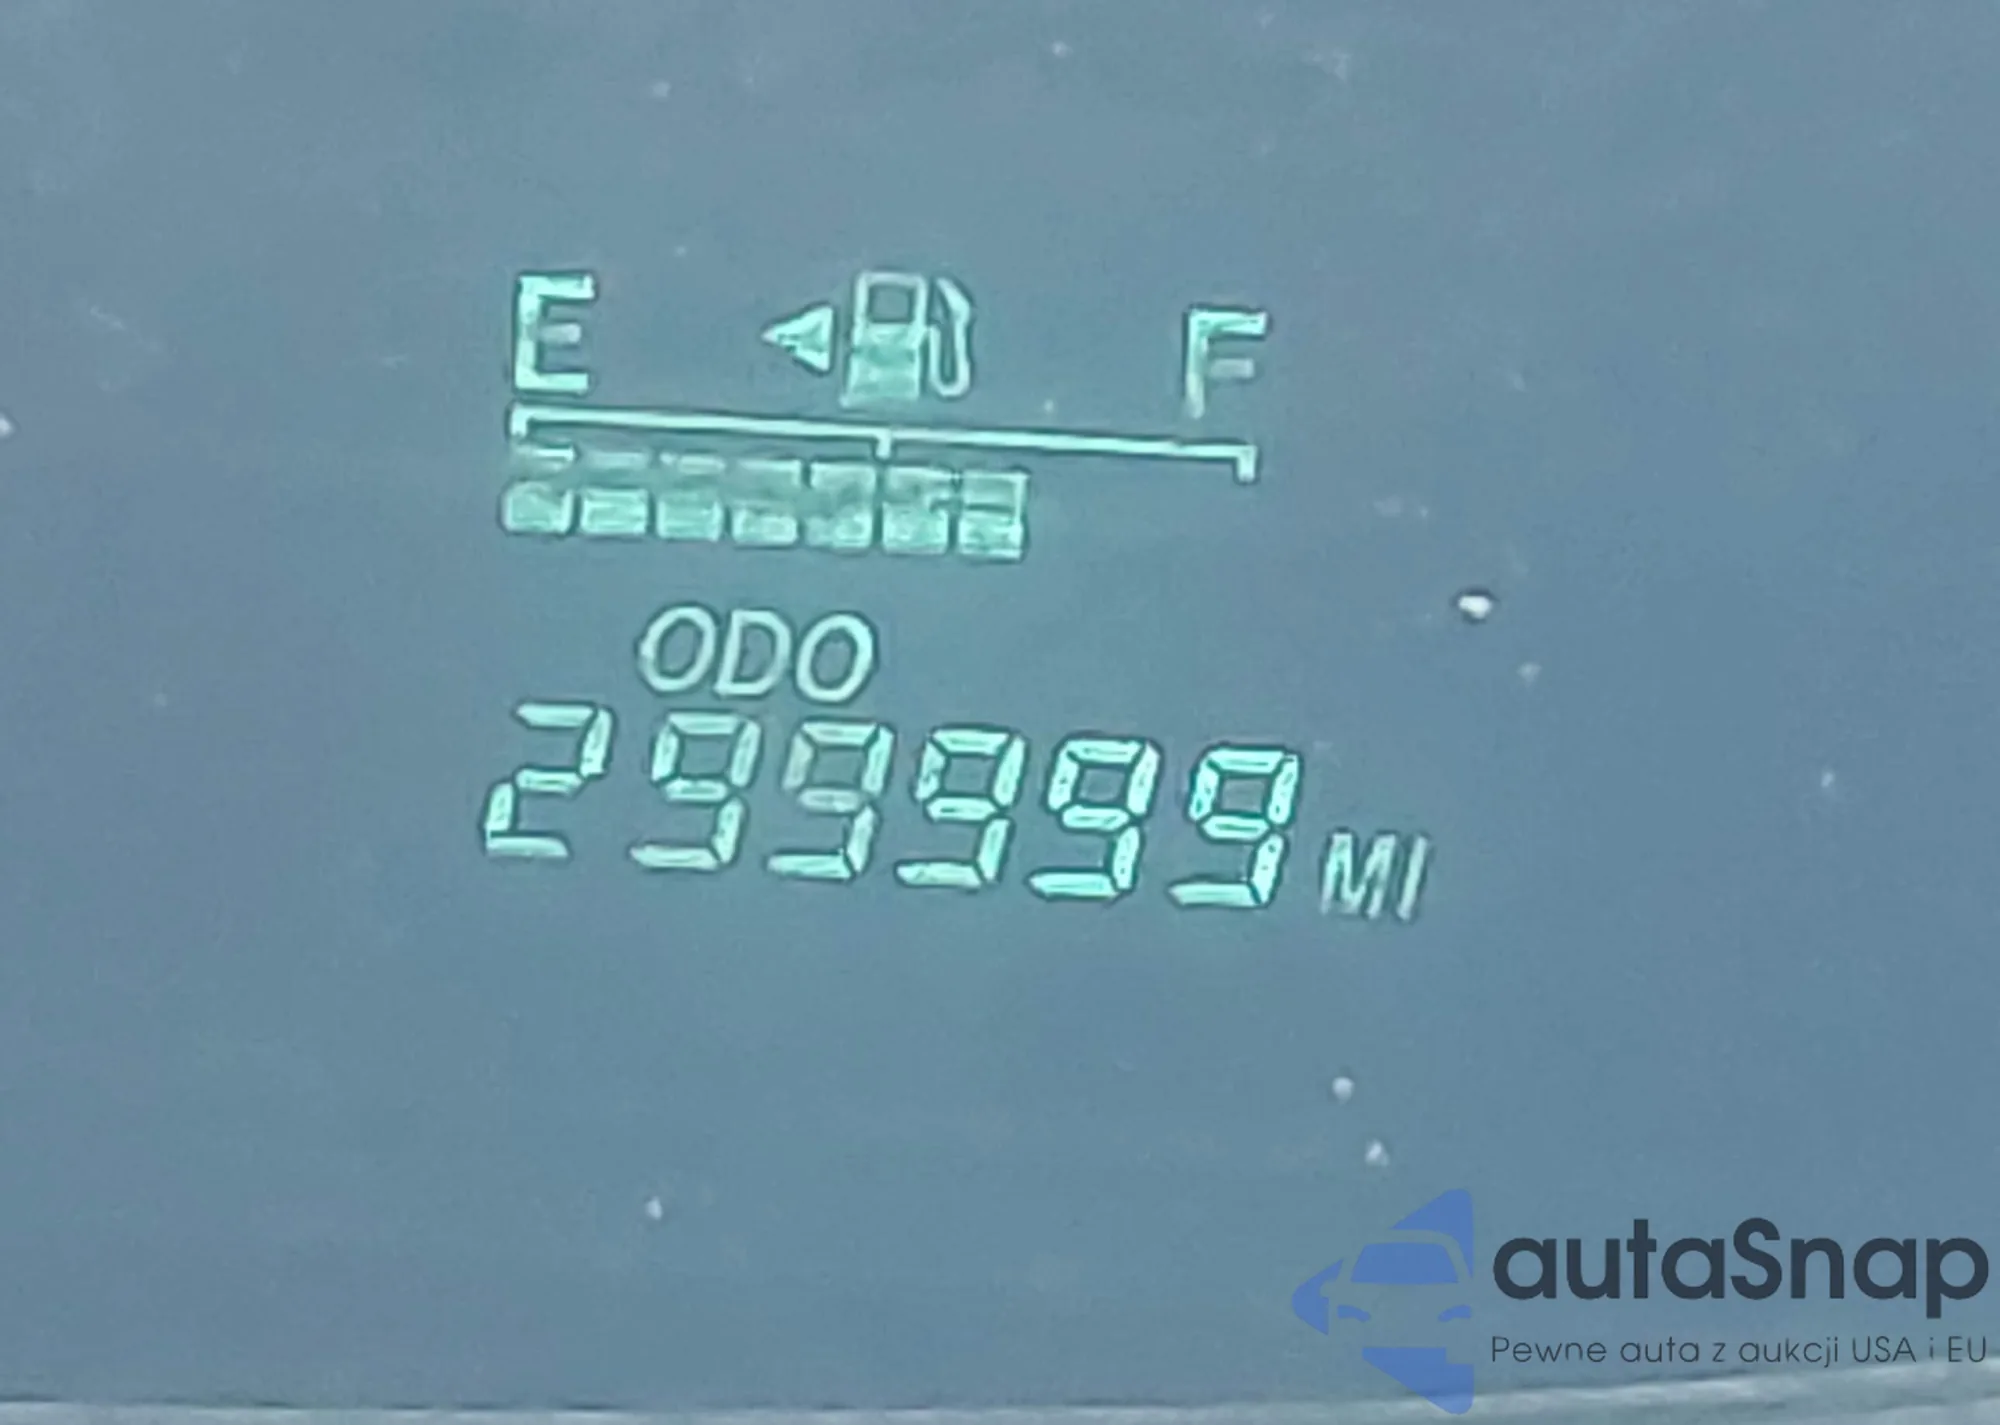 E F
ODO
299999 MI
autaSnap
Pewne auta z aukcji USA i EU